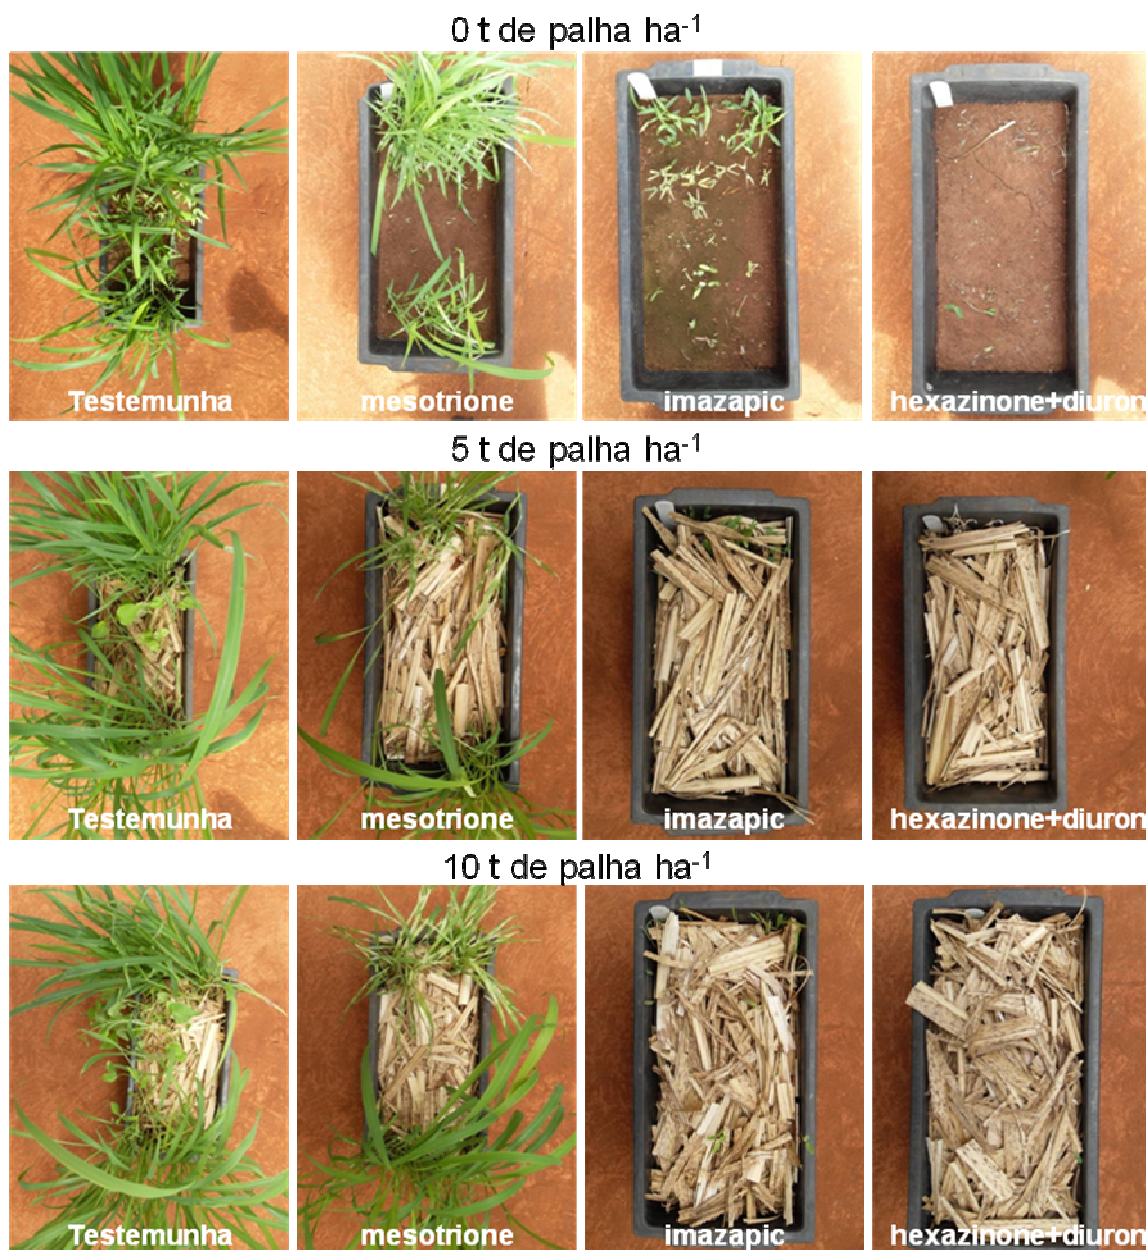 0 t de palha ha-1
Testemunha mesotrione imazapic hexazinone+diuron
5 t de palha ha-1
Testemunha mesotrione imazapic hexazinone+diuron
10 t de palha ha-1
Testemunha mesotrione imazapic hexazinone+diuron